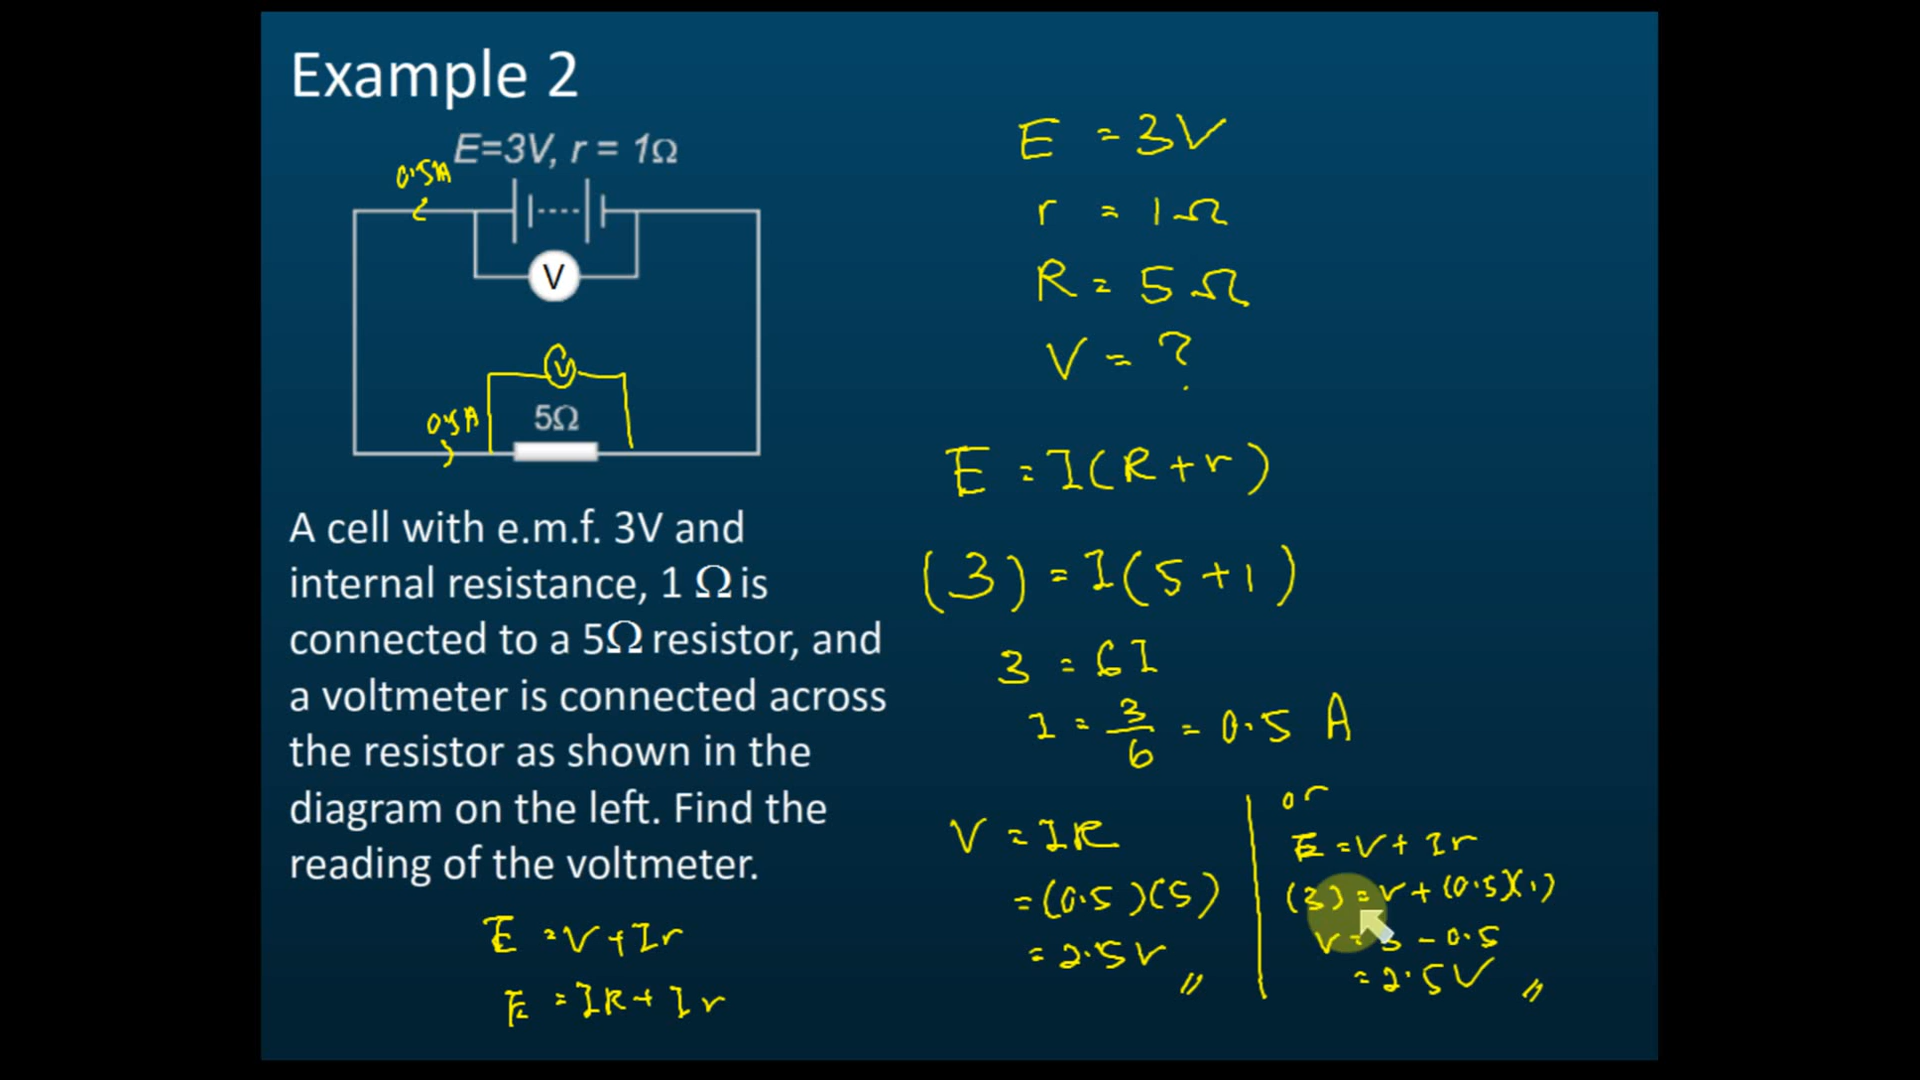 Example 2
E=3V, r = 1Ω
0.5A
V
V
5Ω
0.5A
A cell with e.m.f. 3V and
internal resistance, 1 Ω is
connected to a 5Ω resistor, and
a voltmeter is connected across
the resistor as shown in the
diagram on the left. Find the
reading of the voltmeter.
E = V + Ir
E = IR + Ir
E = 3V
r = 1Ω
R = 5Ω
V = ?
E = I(R+r)
(3) = I(5+1)
3 = 6I
I = 3/6 = 0.5 A
V = IR
= (0.5)(5)
= 2.5V //
or
E = V + Ir
(3) = V + (0.5)(1)
V = 3 - 0.5
= 2.5V //